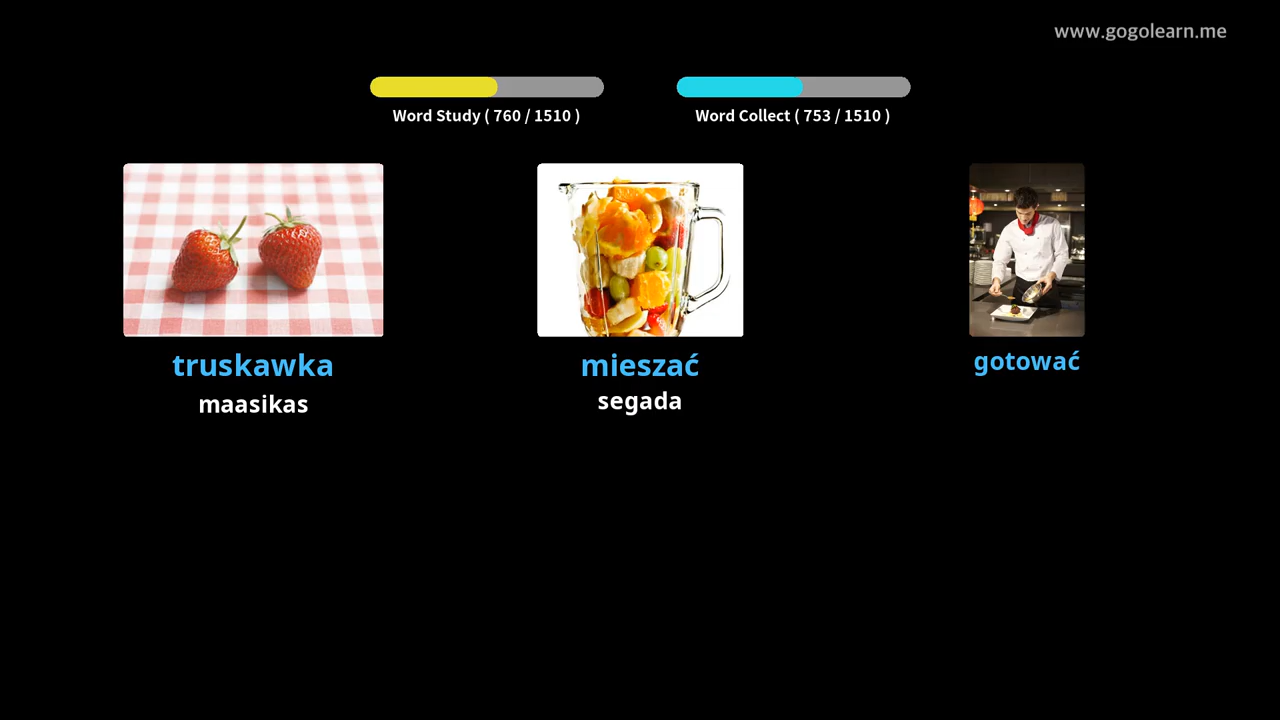 www.gogolearn.me
Word Study ( 760 / 1510 )
Word Collect ( 753 / 1510 )
truskawka
maasikas
mieszać
segada
gotować